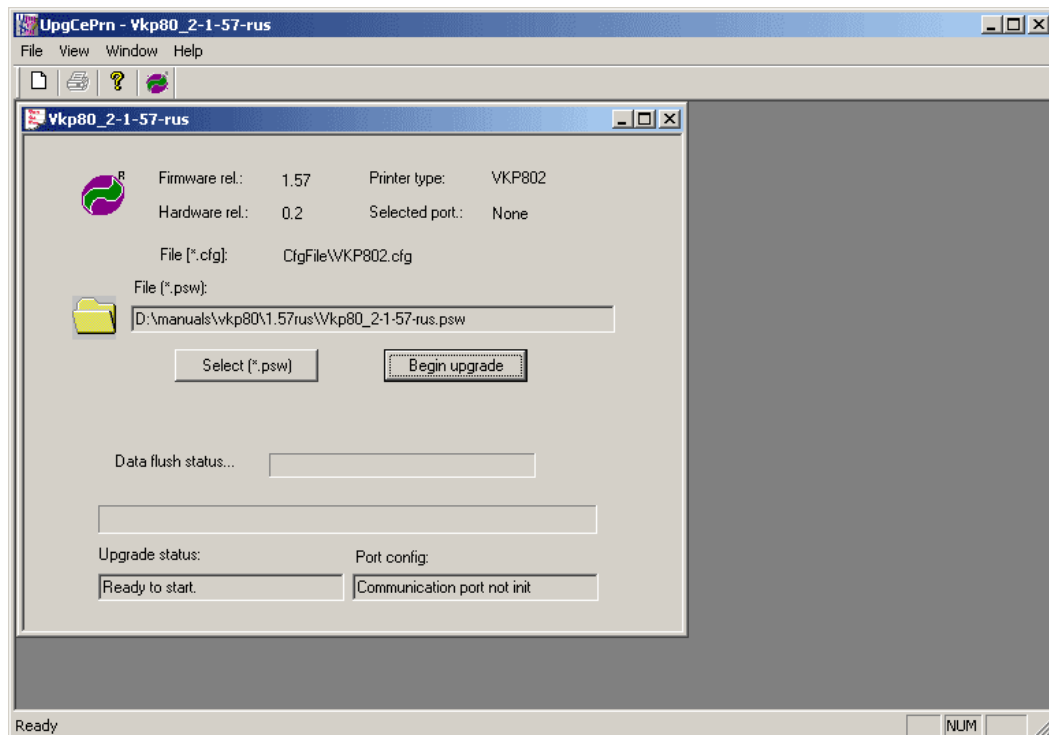 UpgCePrn - Vkp80_2-1-57-rus
File View Window Help
Vkp80_2-1-57-rus
R
Firmware rel.: 1.57 Printer type: VKP802
Hardware rel.: 0.2 Selected port.: None
File [*.cfg]: CfgFile\VKP802.cfg
File (*.psw):
D:\manuals\vkp80\1.57rus\Vkp80_2-1-57-rus.psw
Select (*.psw) Begin upgrade
Data flush status...
Upgrade status: Port config:
Ready to start. Communication port not init
Ready NUM